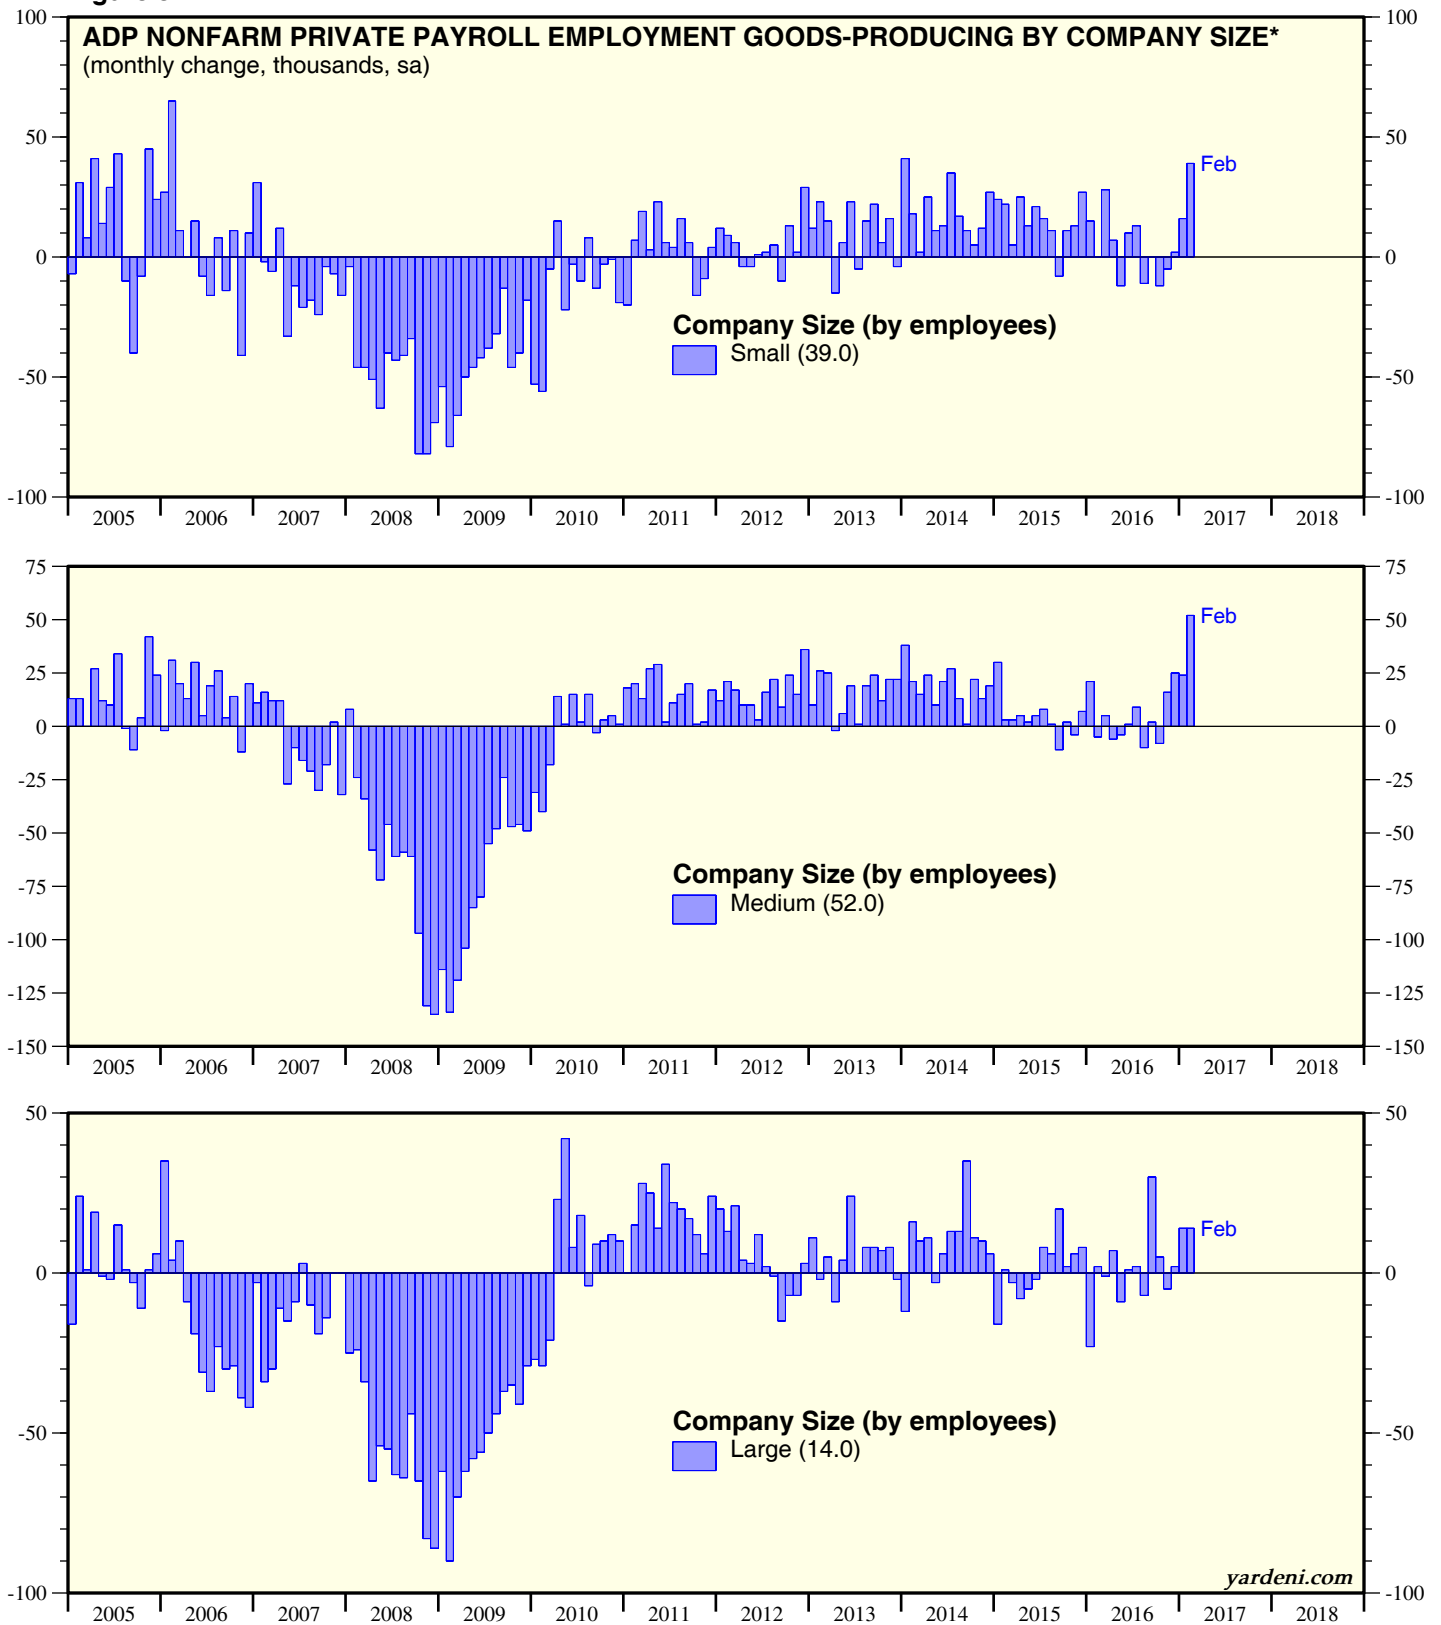 100 100
ADP NONFARM PRIVATE PAYROLL EMPLOYMENT GOODS-PRODUCING BY COMPANY SIZE*
(monthly change, thousands, sa)
50 50
Feb
0 0
Company Size (by employees)
Small (39.0)
-50 -50
-100 -100
2005 2006 2007 2008 2009 2010 2011 2012 2013 2014 2015 2016 2017 2018
75 75
50 50
Feb
25 25
0 0
-25 -25
-50 -50
Company Size (by employees)
-75 -75
Medium (52.0)
-100 -100
-125 -125
-150 -150
2005 2006 2007 2008 2009 2010 2011 2012 2013 2014 2015 2016 2017 2018
50 50
Feb
0 0
Company Size (by employees)
-50 -50
Large (14.0)
yardeni.com
-100 -100
2005 2006 2007 2008 2009 2010 2011 2012 2013 2014 2015 2016 2017 2018